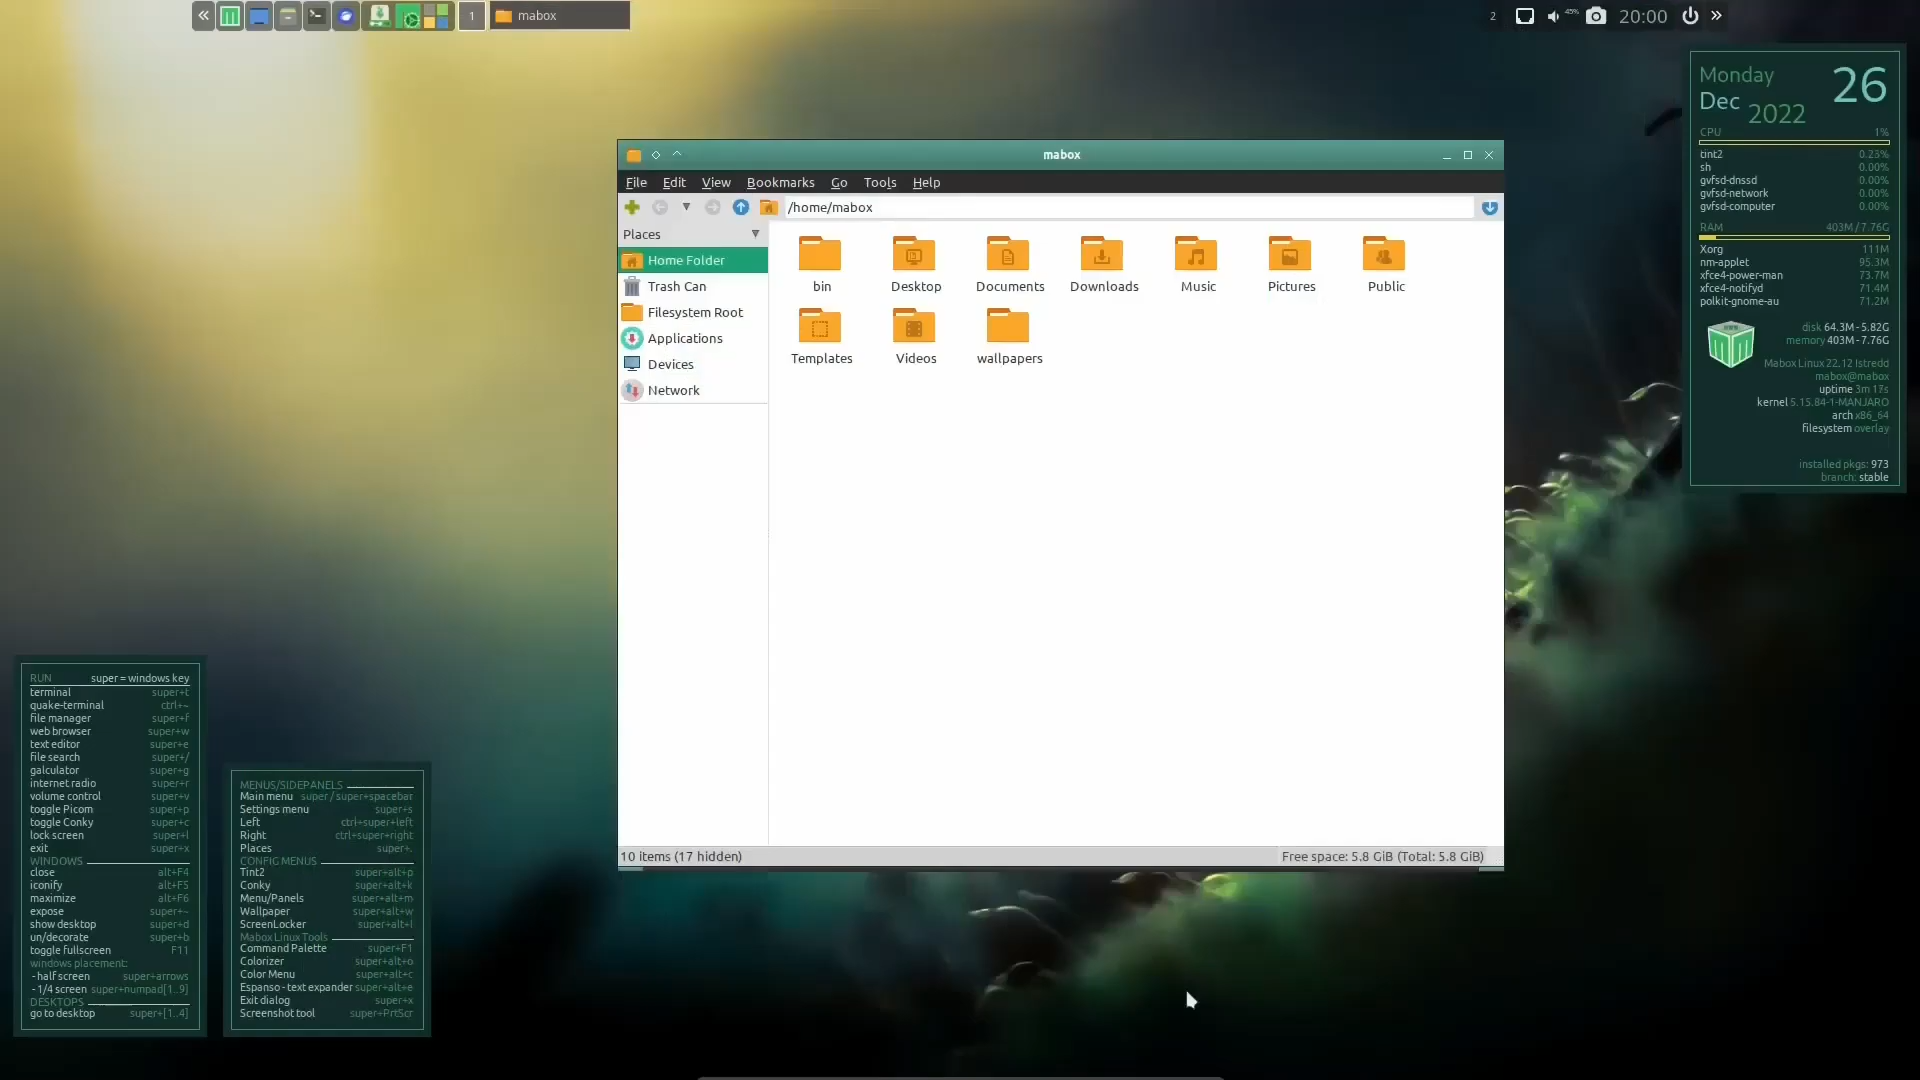 1
mabox
2
45%
20:00
mabox
File Edit View Bookmarks Go Tools Help
/home/mabox
Places
Home Folder
Trash Can
Filesystem Root
Applications
Devices
Network
bin
Desktop
Documents
Downloads
Music
Pictures
Public
Templates
Videos
wallpapers
10 items (17 hidden)
Free space: 5.8 GiB (Total: 5.8 GiB)
Monday
26
Dec
2022
CPU 1%
tint2 0.23%
sh 0.00%
gvfsd-dnssd 0.00%
gvfsd-network 0.00%
gvfsd-computer 0.00%
RAM 403M / 7.76G
Xorg 111M
nm-applet 95.3M
xfce4-power-man 73.7M
xfce4-notifyd 71.4M
polkit-gnome-au 71.2M
disk 64.3M - 5.82G
memory 403M - 7.76G
Mabox Linux 22.12 Istredd
mabox@mabox
uptime 3m 17s
kernel 5.15.84-1-MANJARO
arch x86_64
filesystem overlay
installed pkgs: 973
branch: stable
RUN super = windows key
terminal super+t
quake-terminal ctrl+~
file manager super+f
web browser super+w
text editor super+e
file search super+/
galculator super+g
internet radio super+r
volume control super+v
toggle Picom super+p
toggle Conky super+c
lock screen super+l
exit super+x
WINDOWS
close alt+F4
iconify alt+F5
maximize alt+F6
expose super+~
show desktop super+d
un/decorate super+b
toggle fullscreen F11
windows placement:
- half screen super+arrows
- 1/4 screen super+numpad[1..9]
DESKTOPS
go to desktop super+[1..4]
MENUS/SIDEPANELS
Main menu super / super+spacebar
Settings menu super+s
Left ctrl+super+left
Right ctrl+super+right
Places super+.
CONFIG MENUS
Tint2 super+alt+p
Conky super+alt+k
Menu/Panels super+alt+m
Wallpaper super+alt+w
ScreenLocker super+alt+l
Mabox Linux Tools
Command Palette super+F1
Colorizer super+alt+o
Color Menu super+alt+c
Espanso - text expander super+alt+e
Exit dialog super+x
Screenshot tool super+PrtScr